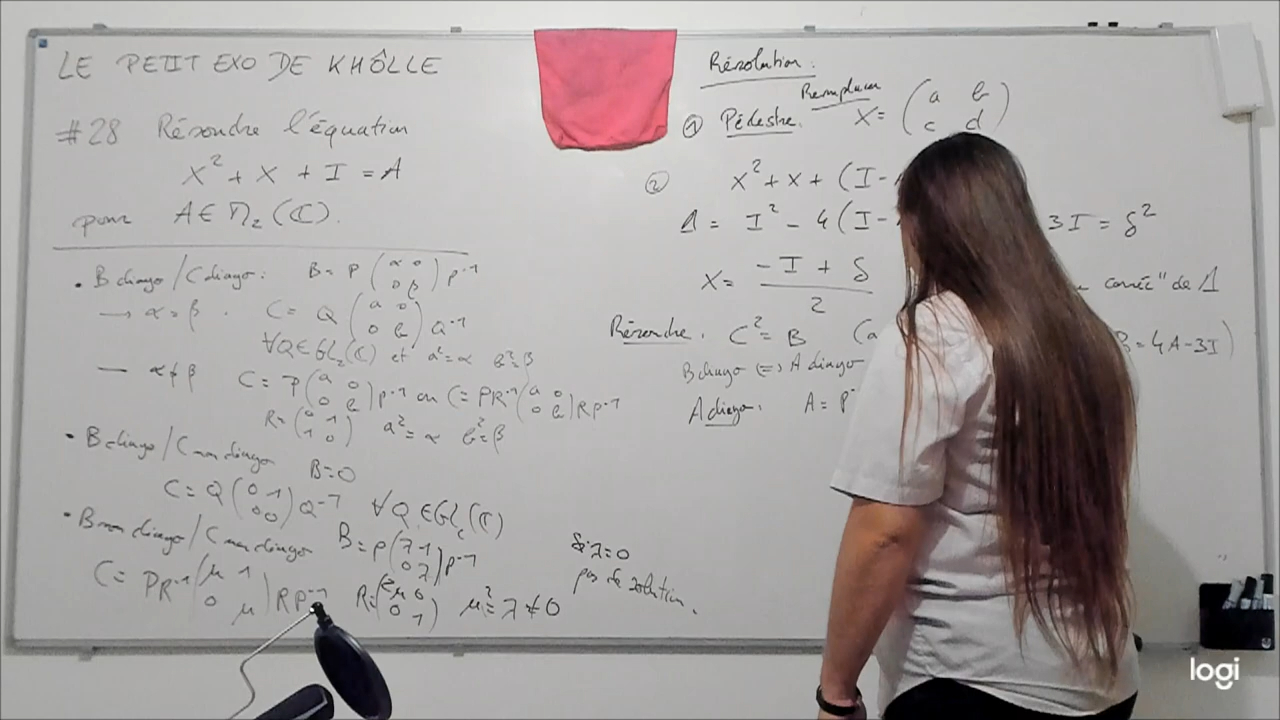 LE PETIT EXO DE KHÔLLE
#28 Résoudre l'équation
X² + X + I = A
pour A ∈ M₂(ℂ).
• B diago / C diago : B = P (α 0 ; 0 β) P⁻¹
→ α = β . C = Q (a 0 ; 0 b) Q⁻¹
∀Q ∈ GL₂(ℂ) et a² = α b² = β
— α ≠ β C = P (a 0 ; 0 b) P⁻¹ ou C = PR⁻¹ (a 0 ; 0 b) RP⁻¹
R = (0 1 ; 1 0) a² = α b² = β
• B diago / C non diago B = 0
C = Q (0 1 ; 0 0) Q⁻¹ ∀Q ∈ GL₂(ℂ)
• B non diago / C non diago B = P (λ 1 ; 0 λ) P⁻¹
C = PR⁻¹ (μ 1 ; 0 μ) RP⁻¹ R = (2μ 0 ; 0 1) μ² = λ ≠ 0
Si λ = 0
pas de solution.
Résolution :
① Pédestre. Remplacer X = (a b ; c d)
② X² + X + (I -
Δ = I² - 4(I - 3I = δ²
X = (-I + δ) / 2 carrée" de Δ
Résoudre. C² = B (a B = 4A - 3I)
B diago ⟺ A diago
A diago. A = P
logi